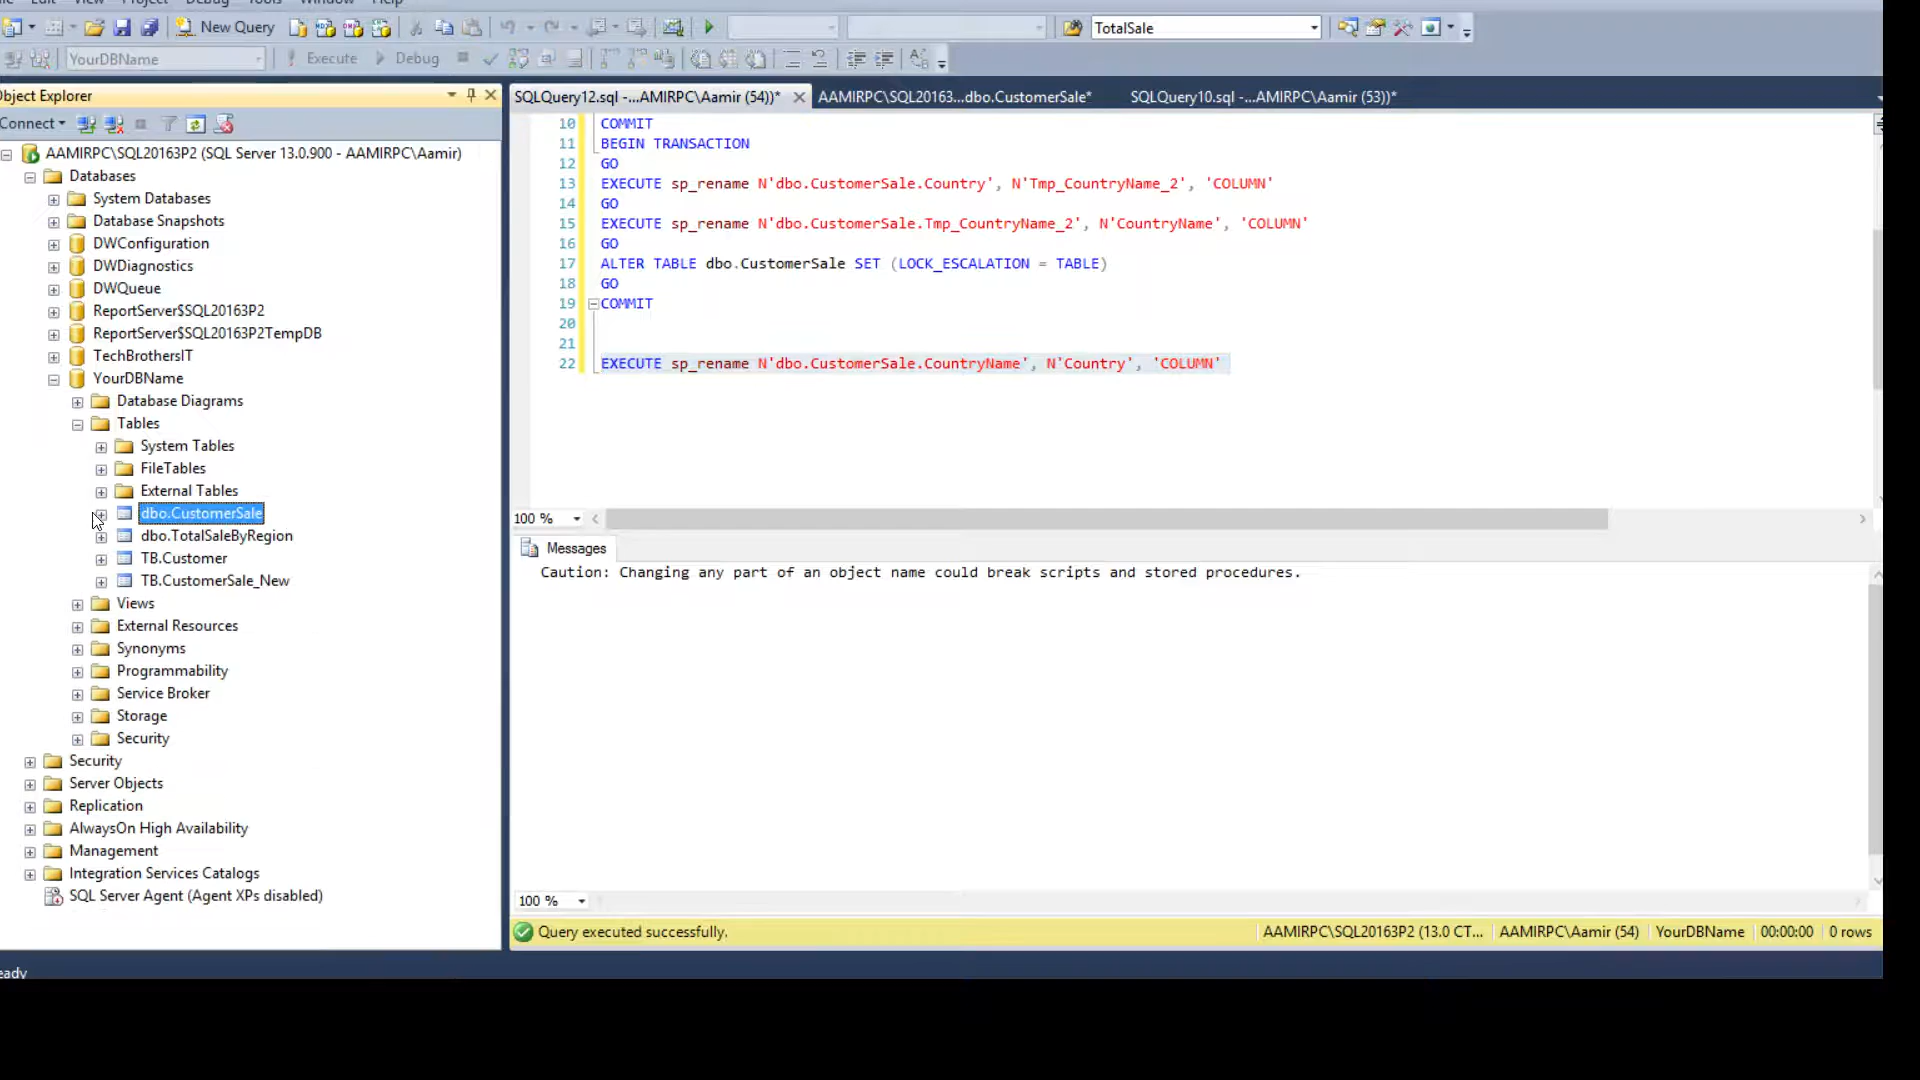 Edit View Project Debug Tools Window Help
New Query
TotalSale
YourDBName
Execute
Debug
Object Explorer
SQLQuery12.sql -...AMIRPC\Aamir (54))*
AAMIRPC\SQL20163...dbo.CustomerSale*
SQLQuery10.sql -...AMIRPC\Aamir (53))*
Connect
AAMIRPC\SQL20163P2 (SQL Server 13.0.900 - AAMIRPC\Aamir)
Databases
System Databases
Database Snapshots
DWConfiguration
DWDiagnostics
DWQueue
ReportServer$SQL20163P2
ReportServer$SQL20163P2TempDB
TechBrothersIT
YourDBName
Database Diagrams
Tables
System Tables
FileTables
External Tables
dbo.CustomerSale
dbo.TotalSaleByRegion
TB.Customer
TB.CustomerSale_New
Views
External Resources
Synonyms
Programmability
Service Broker
Storage
Security
Security
Server Objects
Replication
AlwaysOn High Availability
Management
Integration Services Catalogs
SQL Server Agent (Agent XPs disabled)
10 COMMIT
11 BEGIN TRANSACTION
12 GO
13 EXECUTE sp_rename N'dbo.CustomerSale.Country', N'Tmp_CountryName_2', 'COLUMN'
14 GO
15 EXECUTE sp_rename N'dbo.CustomerSale.Tmp_CountryName_2', N'CountryName', 'COLUMN'
16 GO
17 ALTER TABLE dbo.CustomerSale SET (LOCK_ESCALATION = TABLE)
18 GO
19 COMMIT
20
21
22 EXECUTE sp_rename N'dbo.CustomerSale.CountryName', N'Country', 'COLUMN'
100 %
Messages
Caution: Changing any part of an object name could break scripts and stored procedures.
100 %
Query executed successfully.
AAMIRPC\SQL20163P2 (13.0 CT...
AAMIRPC\Aamir (54)
YourDBName
00:00:00
0 rows
eady